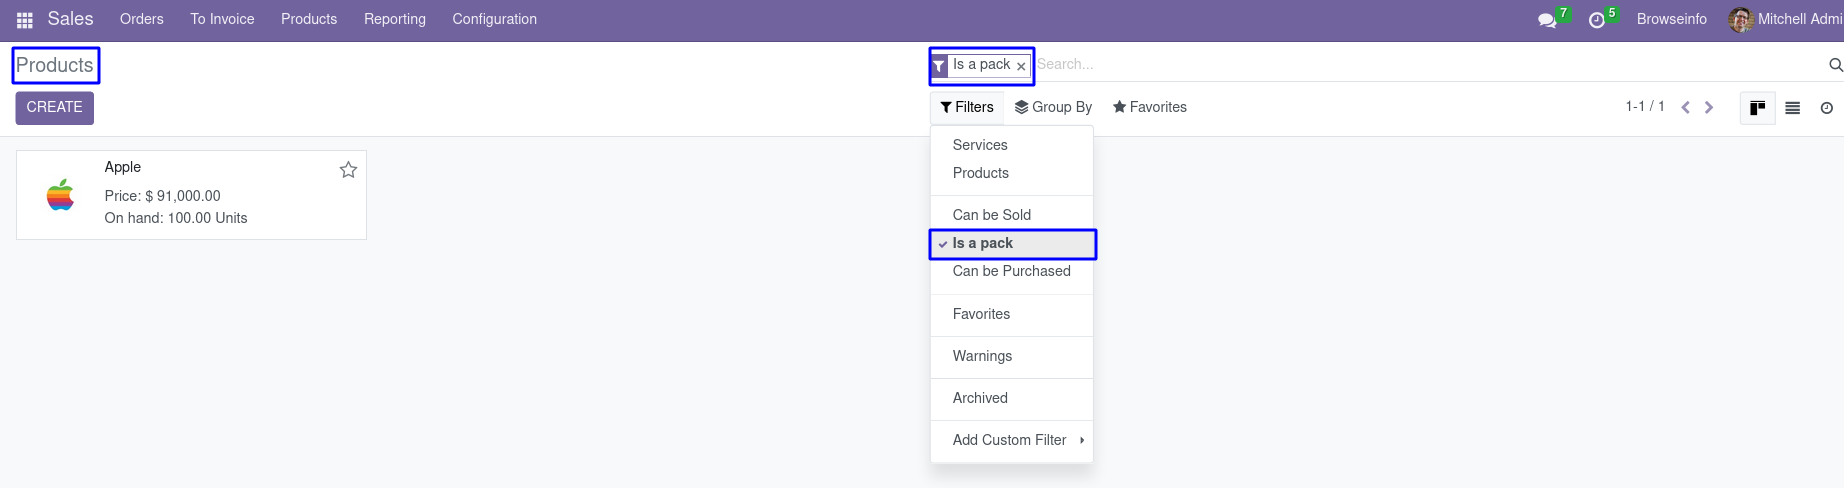 Sales Orders To Invoice Products Reporting Configuration 7 5 Browseinfo Mitchell Admi
Products Is a pack × Search...
CREATE Filters Group By Favorites 1-1 / 1
Apple
Price: $ 91,000.00
On hand: 100.00 Units
Services
Products
Can be Sold
Is a pack
Can be Purchased
Favorites
Warnings
Archived
Add Custom Filter